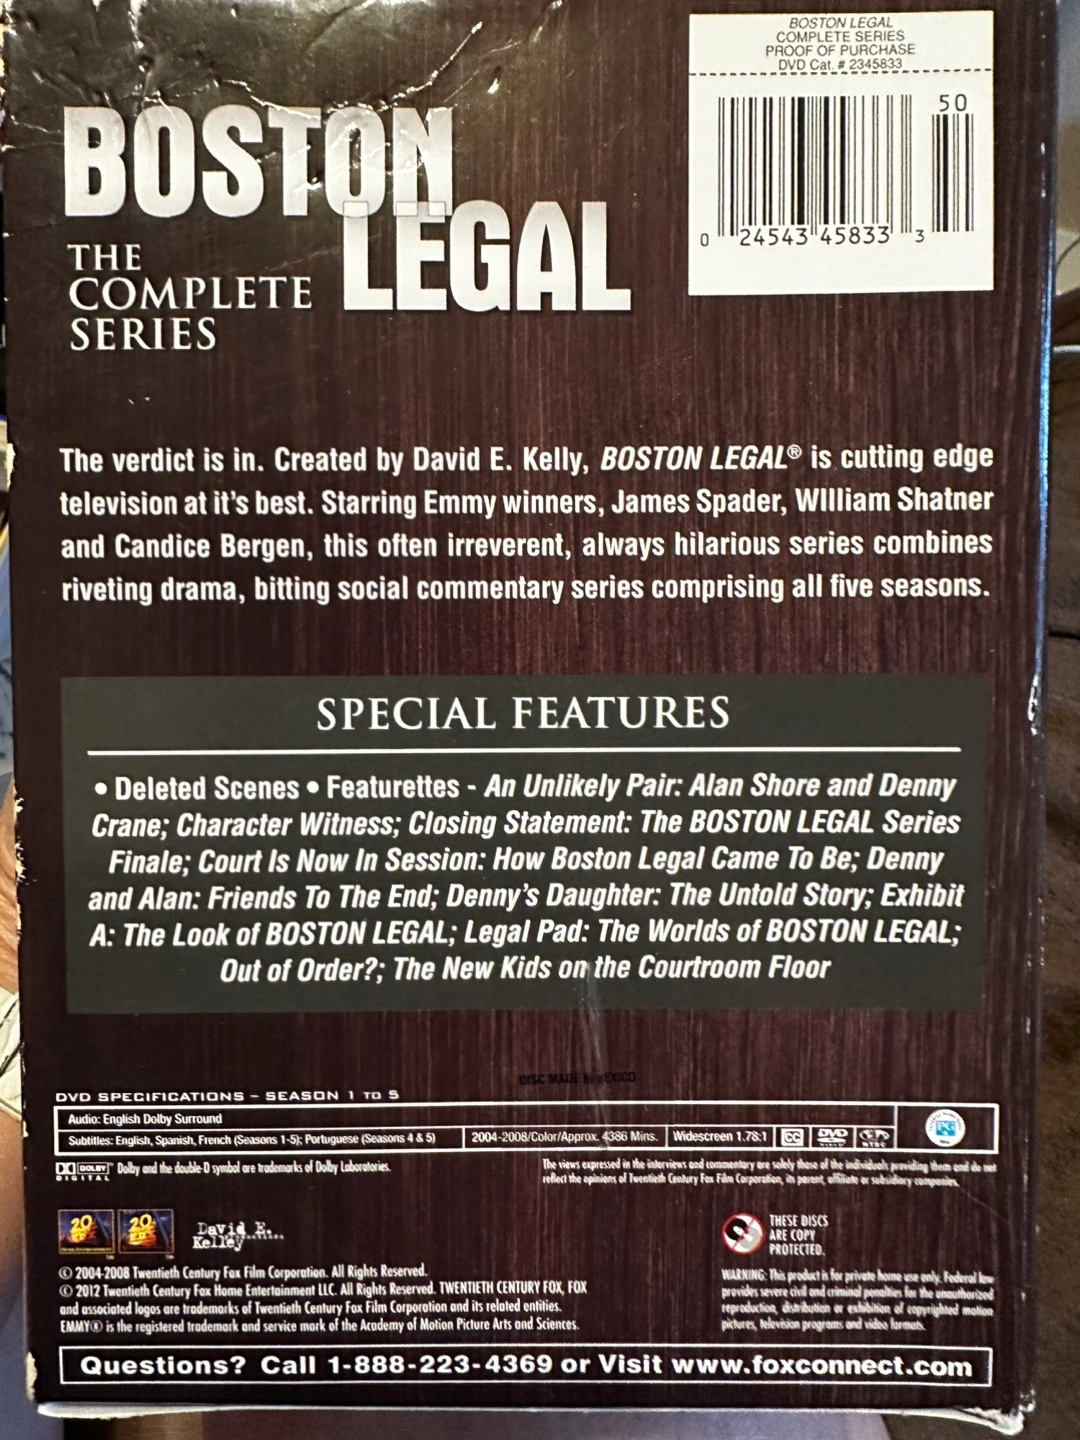 BOSTON LEGAL
COMPLETE SERIES
PROOF OF PURCHASE
DVD Cat. # 2345833
50
0 24543 45833 3
BOSTON
LEGAL
THE
COMPLETE
SERIES
The verdict is in. Created by David E. Kelly, BOSTON LEGAL® is cutting edge
television at it's best. Starring Emmy winners, James Spader, WIlliam Shatner
and Candice Bergen, this often irreverent, always hilarious series combines
riveting drama, bitting social commentary series comprising all five seasons.
SPECIAL FEATURES
• Deleted Scenes • Featurettes - An Unlikely Pair: Alan Shore and Denny
Crane; Character Witness; Closing Statement: The BOSTON LEGAL Series
Finale; Court Is Now In Session: How Boston Legal Came To Be; Denny
and Alan: Friends To The End; Denny's Daughter: The Untold Story; Exhibit
A: The Look of BOSTON LEGAL; Legal Pad: The Worlds of BOSTON LEGAL;
Out of Order?; The New Kids on the Courtroom Floor
DISC MADE IN MEXICO
DVD SPECIFICATIONS – SEASON 1 TO 5
Audio: English Dolby Surround
Subtitles: English, Spanish, French (Seasons 1-5); Portuguese (Seasons 4 & 5)
2004-2008/Color/Approx. 4386 Mins.
Widescreen 1.78:1
CC
DVD
VIDEO
NTSC
DOLBY
DIGITAL
Dolby and the double-D symbol are trademarks of Dolby Laboratories.
The views expressed in the interviews and commentary are solely those of the individuals providing them and do not
reflect the opinions of Twentieth Century Fox Film Corporation, its parent, affiliate or subsidiary companies.
20
20
David E.
Kelley
THESE DISCS
ARE COPY
PROTECTED.
© 2004-2008 Twentieth Century Fox Film Corporation. All Rights Reserved.
© 2012 Twentieth Century Fox Home Entertainment LLC. All Rights Reserved. TWENTIETH CENTURY FOX, FOX
and associated logos are trademarks of Twentieth Century Fox Film Corporation and its related entities.
EMMY® is the registered trademark and service mark of the Academy of Motion Picture Arts and Sciences.
WARNING: This product is for private home use only. Federal law
provides severe civil and criminal penalties for the unauthorized
reproduction, distribution or exhibition of copyrighted motion
pictures, television programs and video formats.
Questions? Call 1-888-223-4369 or Visit www.foxconnect.com